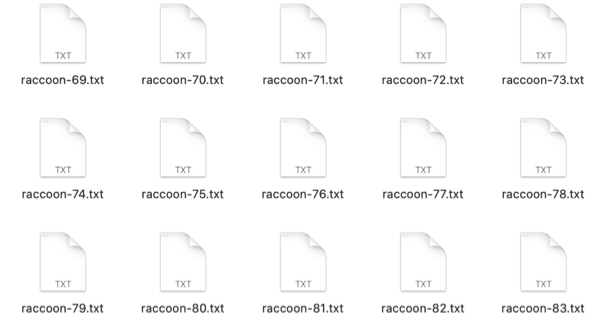 TXT TXT TXT TXT TXT
raccoon-69.txt raccoon-70.txt raccoon-71.txt raccoon-72.txt raccoon-73.txt
TXT TXT TXT TXT TXT
raccoon-74.txt raccoon-75.txt raccoon-76.txt raccoon-77.txt raccoon-78.txt
TXT TXT TXT TXT TXT
raccoon-79.txt raccoon-80.txt raccoon-81.txt raccoon-82.txt raccoon-83.txt